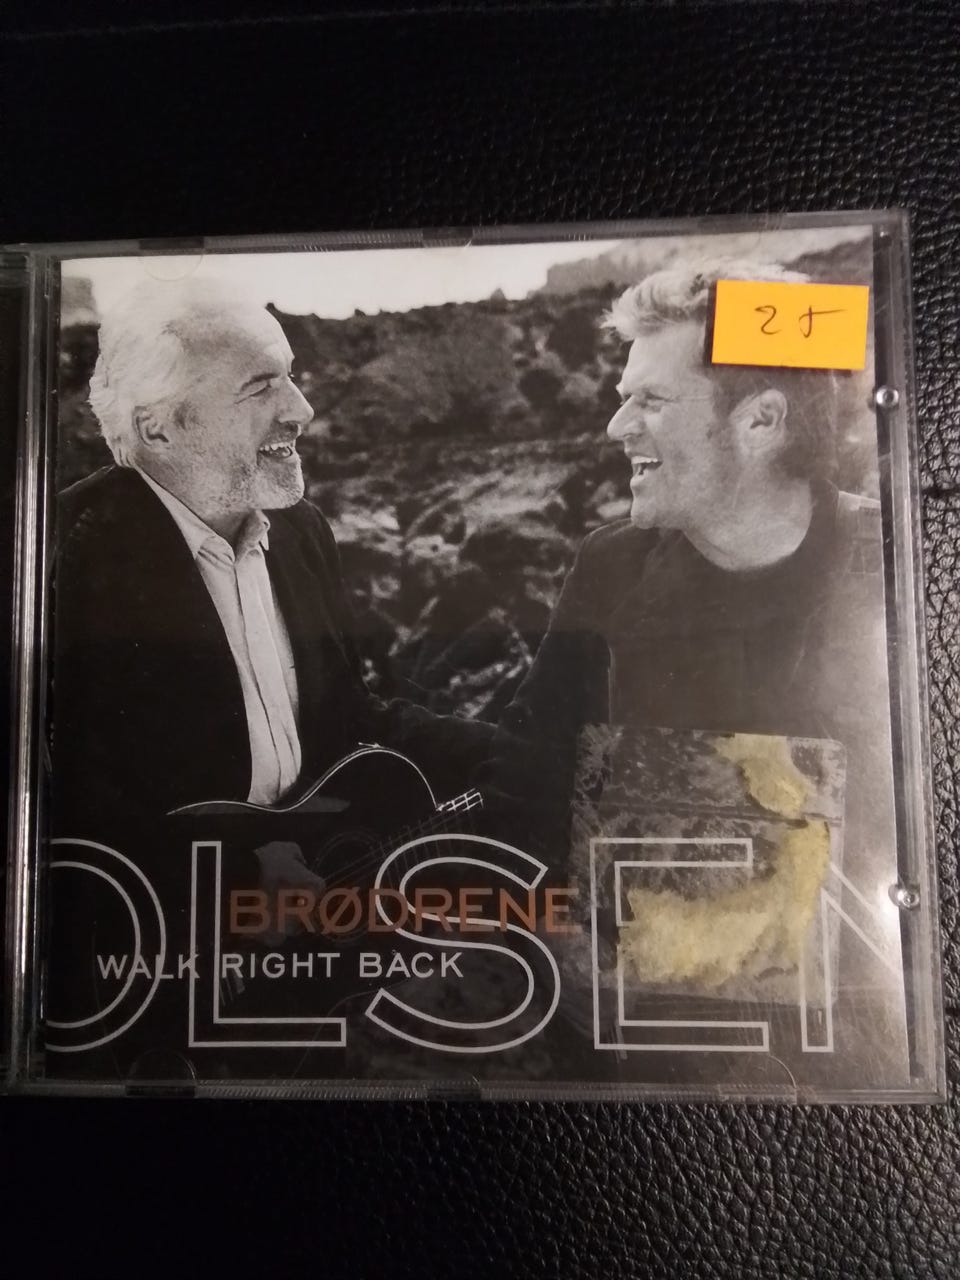 25
OLSEN
BRØDRENE
WALK RIGHT BACK